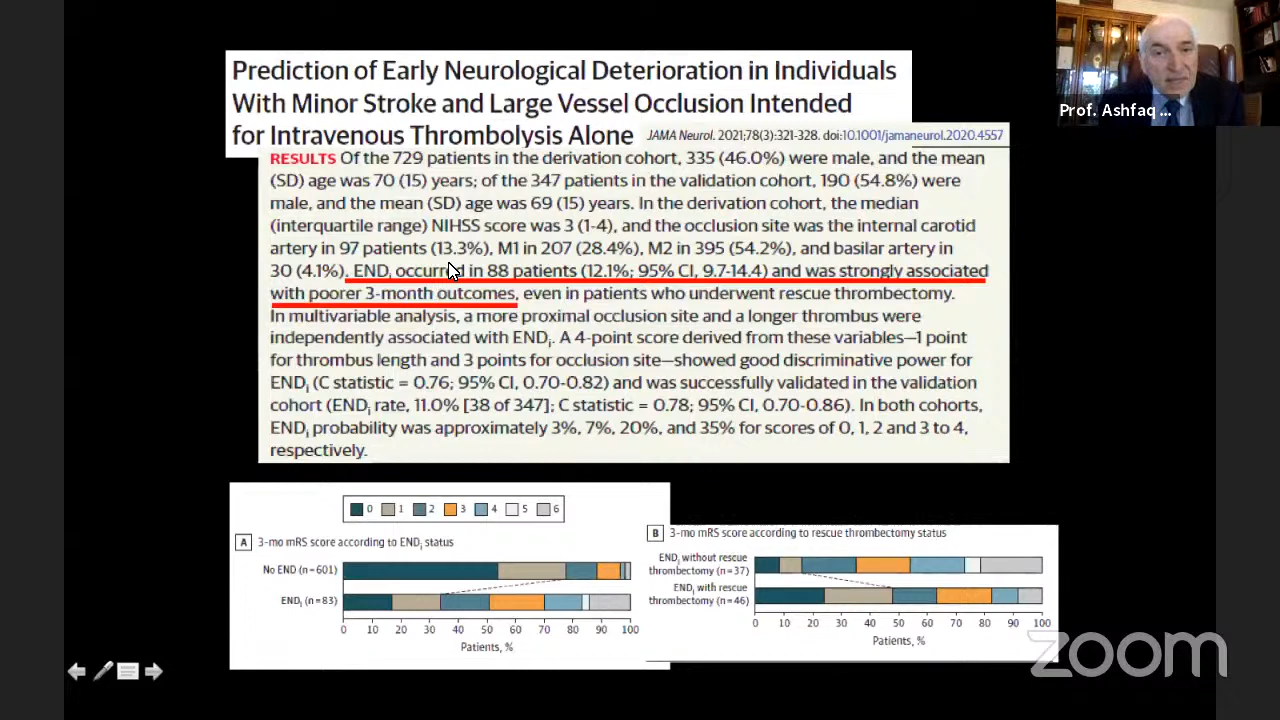 Prof. Ashfaq ...
Prediction of Early Neurological Deterioration in Individuals
With Minor Stroke and Large Vessel Occlusion Intended
for Intravenous Thrombolysis Alone
JAMA Neurol. 2021;78(3):321-328. doi:10.1001/jamaneurol.2020.4557
RESULTS Of the 729 patients in the derivation cohort, 335 (46.0%) were male, and the mean
(SD) age was 70 (15) years; of the 347 patients in the validation cohort, 190 (54.8%) were
male, and the mean (SD) age was 69 (15) years. In the derivation cohort, the median
(interquartile range) NIHSS score was 3 (1-4), and the occlusion site was the internal carotid
artery in 97 patients (13.3%), M1 in 207 (28.4%), M2 in 395 (54.2%), and basilar artery in
30 (4.1%). ENDi occurred in 88 patients (12.1%; 95% CI, 9.7-14.4) and was strongly associated
with poorer 3-month outcomes, even in patients who underwent rescue thrombectomy.
In multivariable analysis, a more proximal occlusion site and a longer thrombus were
independently associated with ENDi. A 4-point score derived from these variables—1 point
for thrombus length and 3 points for occlusion site—showed good discriminative power for
ENDi (C statistic = 0.76; 95% CI, 0.70-0.82) and was successfully validated in the validation
cohort (ENDi rate, 11.0% [38 of 347]; C statistic = 0.78; 95% CI, 0.70-0.86). In both cohorts,
ENDi probability was approximately 3%, 7%, 20%, and 35% for scores of 0, 1, 2 and 3 to 4,
respectively.
0 1 2 3 4 5 6
A 3-mo mRS score according to ENDi status
No END (n=601)
ENDi (n=83)
0 10 20 30 40 50 60 70 80 90 100
Patients, %
B 3-mo mRS score according to rescue thrombectomy status
ENDi without rescue
thrombectomy (n=37)
ENDi with rescue
thrombectomy (n=46)
0 10 20 30 40 50 60 70 80 90 100
Patients, %
zoom